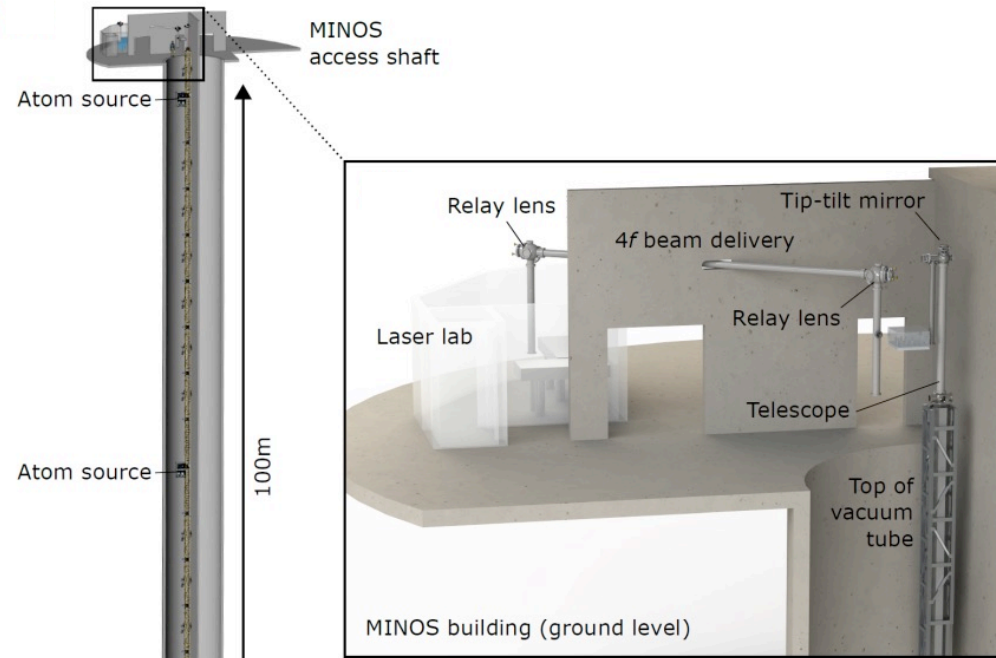 MINOS
access shaft
Atom source
Atom source
100m
Relay lens
Tip-tilt mirror
4f beam delivery
Relay lens
Laser lab
Telescope
Top of
vacuum
tube
MINOS building (ground level)